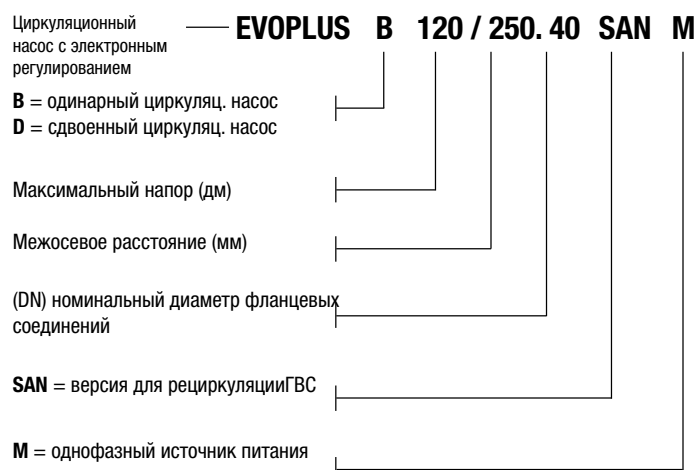 Циркуляционный
насос с электронным
регулированием
EVOPLUS B 120 / 250. 40 SAN M
B = одинарный циркуляц. насос
D = сдвоенный циркуляц. насос
Максимальный напор (дм)
Межосевое расстояние (мм)
(DN) номинальный диаметр фланцевых
соединений
SAN = версия для рециркуляцииГВС
M = однофазный источник питания